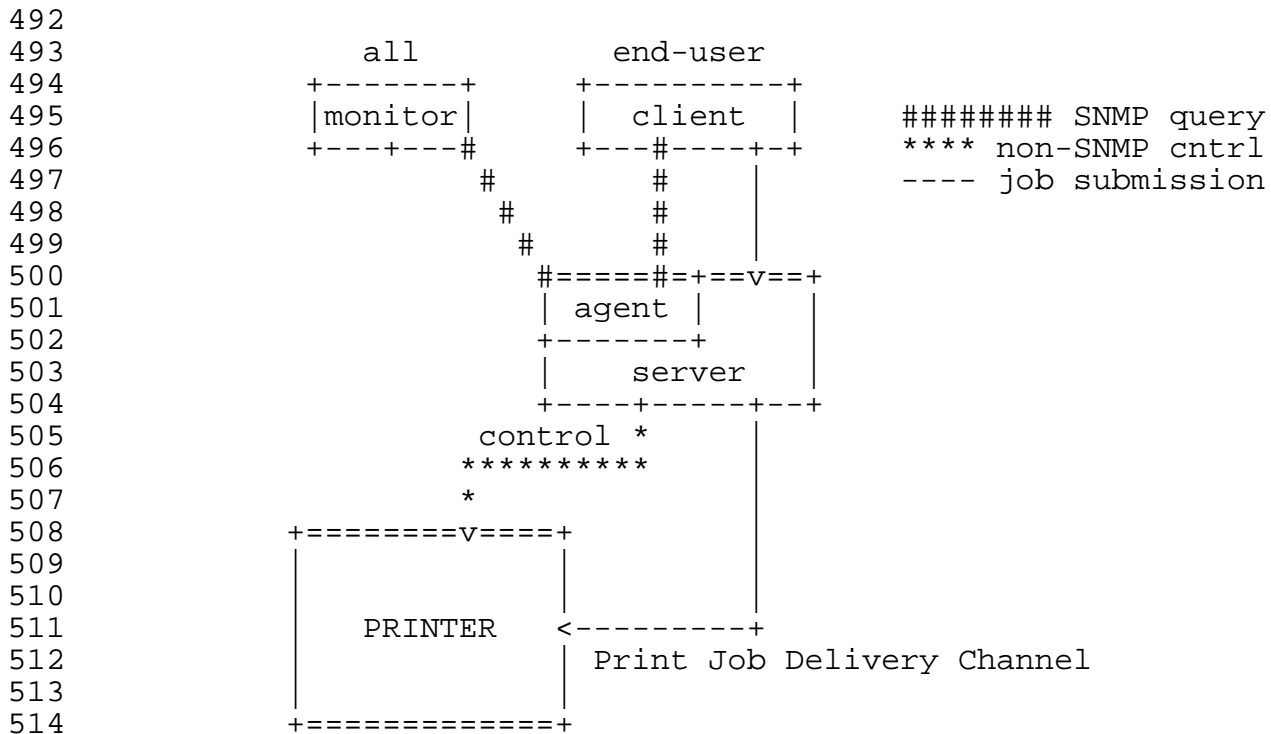 492
493                 all          end-user
494              +-------+     +----------+
495              |monitor|     |  client  |     ######## SNMP query
496              +---+---#     +---#----+-+     **** non-SNMP cntrl
497                       #        #    |       ---- job submission
498                        #       #    |
499                         #      #    |
500                          #=====#=+==v==+
501                          | agent |     |
502                          +-------+     |
503                          |    server   |
504                          +----+-----+--+
505                       control *     |
506                      **********     |
507                      *              |
508             +========v====+         |
509             |             |         |
510             |             |         |
511             |   PRINTER   <---------+
512             |             | Print Job Delivery Channel
513             |             |
514             +=============+